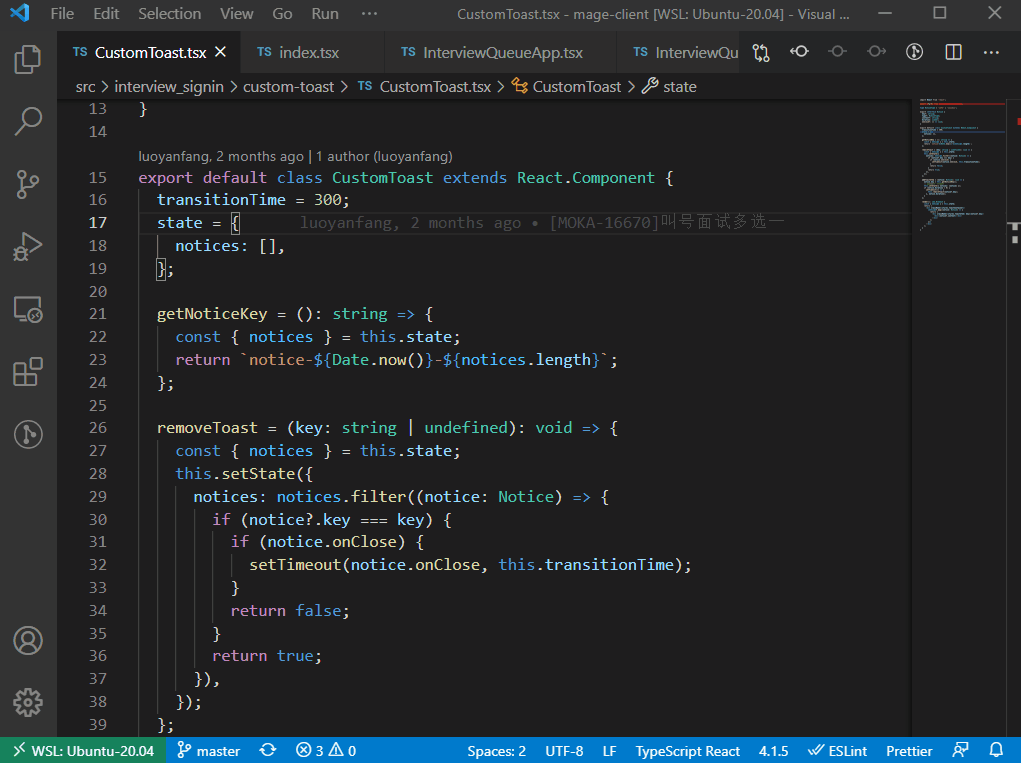 File Edit Selection View Go Run ··· CustomToast.tsx - mage-client [WSL: Ubuntu-20.04] - Visual ...
TS CustomToast.tsx TS index.tsx TS InterviewQueueApp.tsx TS InterviewQu
src > interview_signin > custom-toast > TS CustomToast.tsx > CustomToast > state
13 }
14
luoyanfang, 2 months ago | 1 author (luoyanfang)
15 export default class CustomToast extends React.Component {
16 transitionTime = 300;
17 state = { luoyanfang, 2 months ago • [MOKA-16670]叫号面试多选一
18 notices: [],
19 };
20
21 getNoticeKey = (): string => {
22 const { notices } = this.state;
23 return `notice-${Date.now()}-${notices.length}`;
24 };
25
26 removeToast = (key: string | undefined): void => {
27 const { notices } = this.state;
28 this.setState({
29 notices: notices.filter((notice: Notice) => {
30 if (notice?.key === key) {
31 if (notice.onClose) {
32 setTimeout(notice.onClose, this.transitionTime);
33 }
34 return false;
35 }
36 return true;
37 }),
38 });
39 };
WSL: Ubuntu-20.04 master 3 0 Spaces: 2 UTF-8 LF TypeScript React 4.1.5 ESLint Prettier